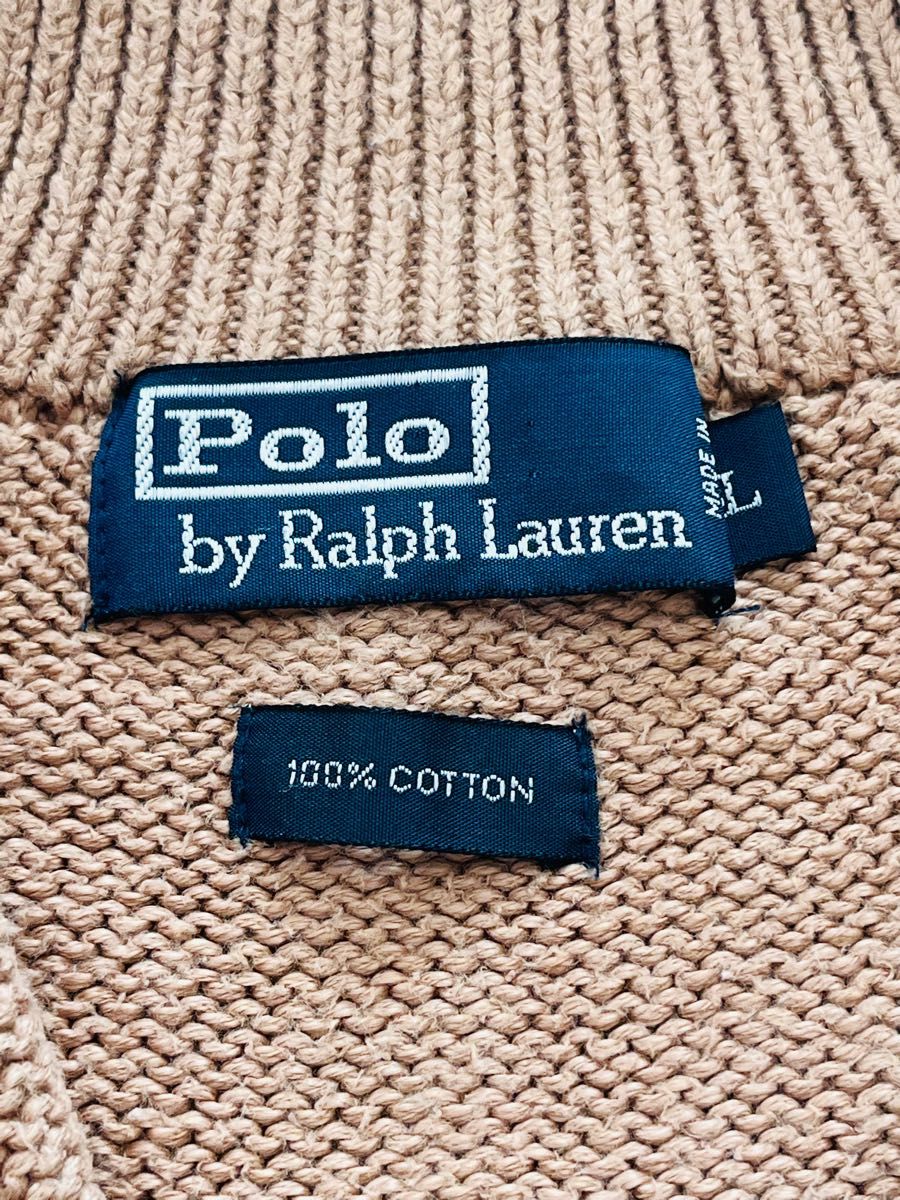 Polo
by Ralph Lauren
MADE IN
L
100% COTTON